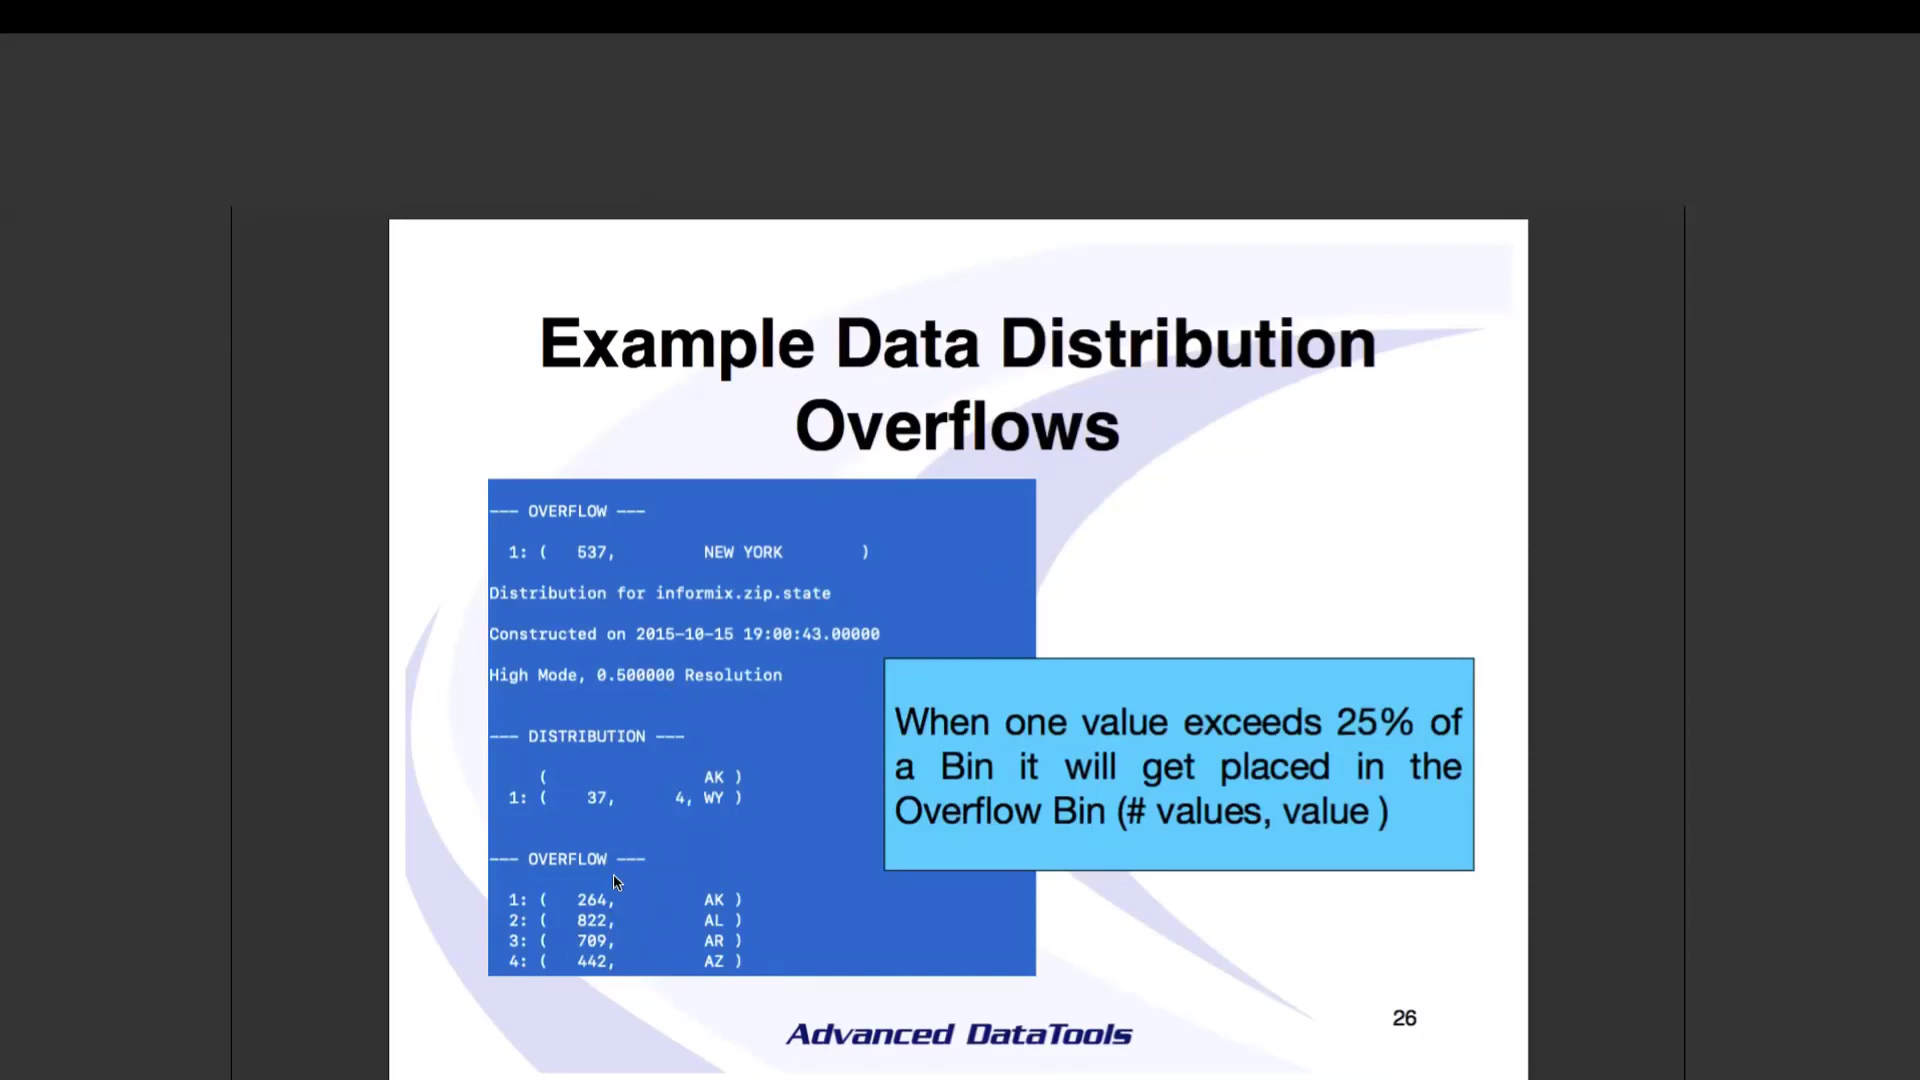 Example Data Distribution
Overflows
--- OVERFLOW ---
1: ( 537, NEW YORK )
Distribution for informix.zip.state
Constructed on 2015-10-15 19:00:43.00000
High Mode, 0.500000 Resolution
--- DISTRIBUTION ---
( AK )
1: ( 37, 4, WY )
--- OVERFLOW ---
1: ( 264, AK )
2: ( 822, AL )
3: ( 709, AR )
4: ( 442, AZ )
When one value exceeds 25% of
a Bin it will get placed in the
Overflow Bin (# values, value )
Advanced DataTools
26